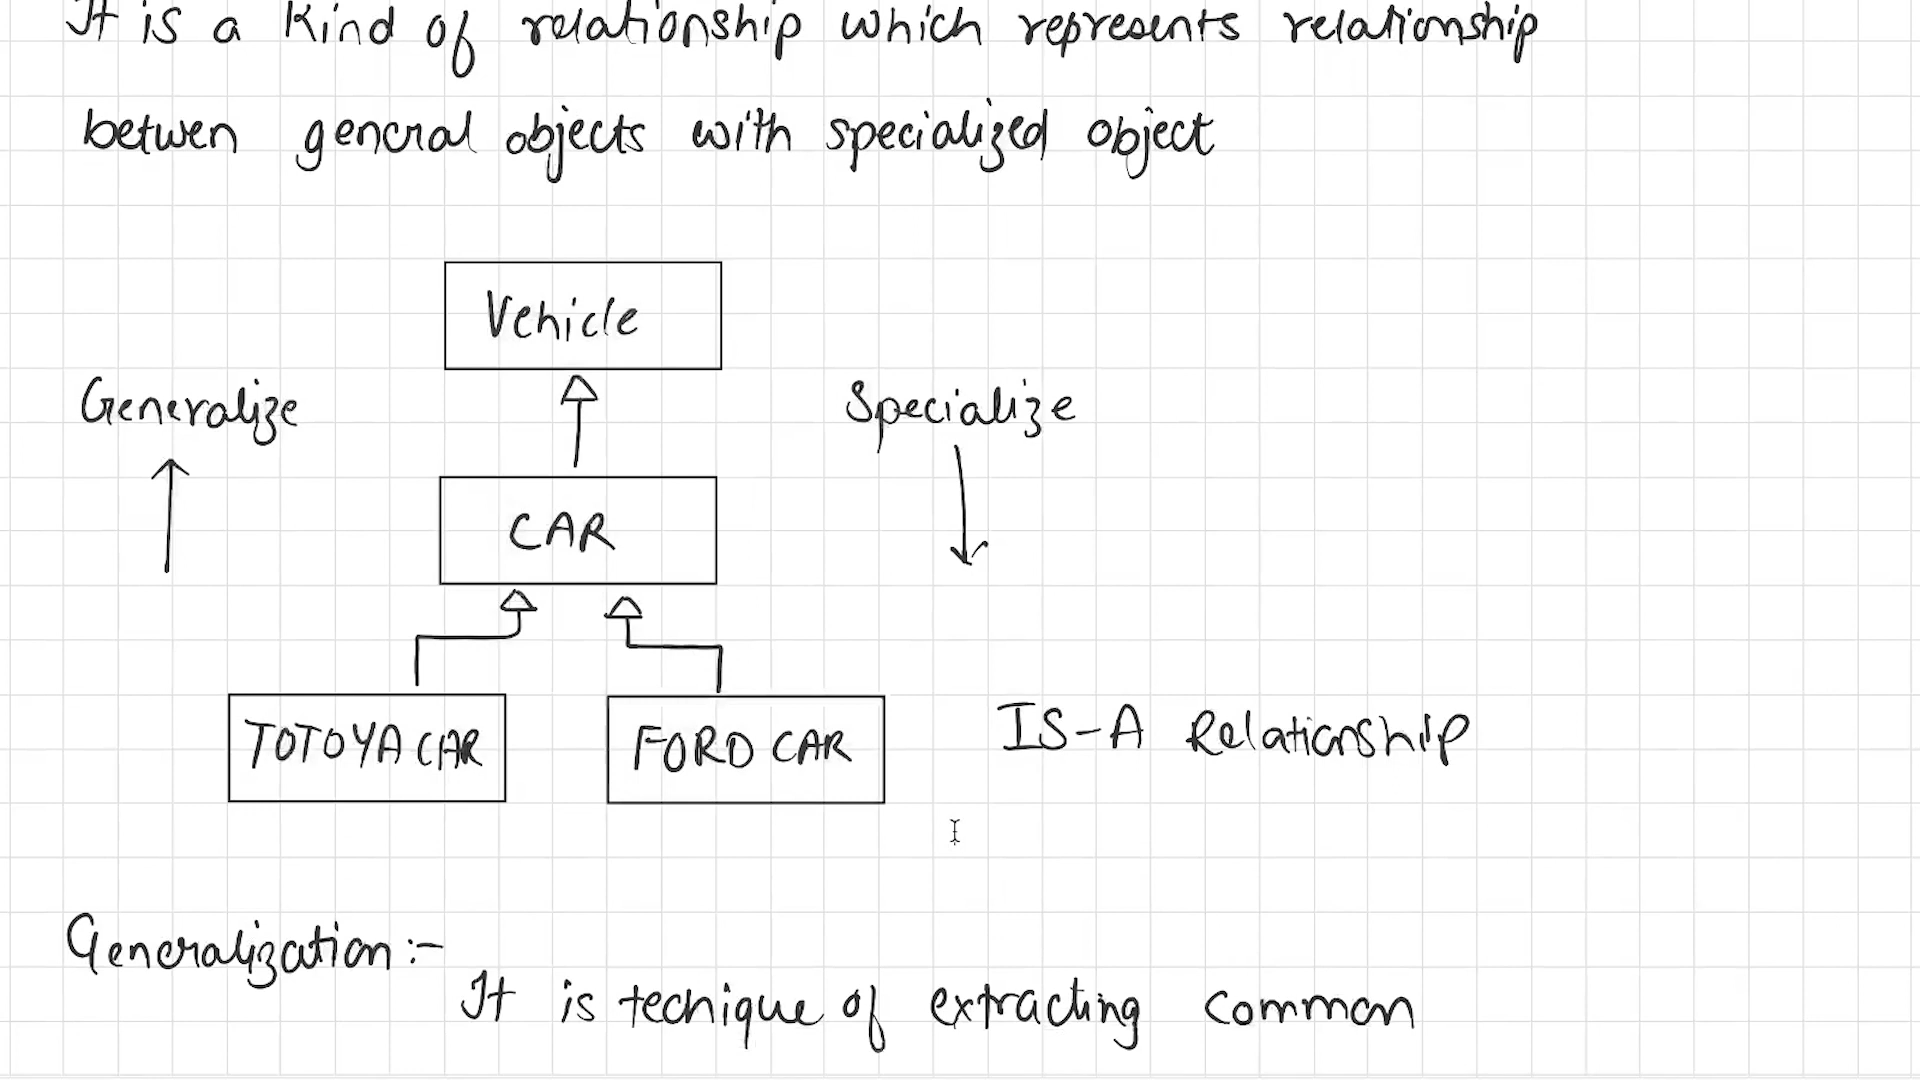 It is a kind of relationship which represents relationship
betwen general objects with specialized object
Vehicle
Generalize
Specialize
CAR
TOTOYA CAR
FORD CAR
IS-A Relationship
Generalization :-
It is techique of extracting common